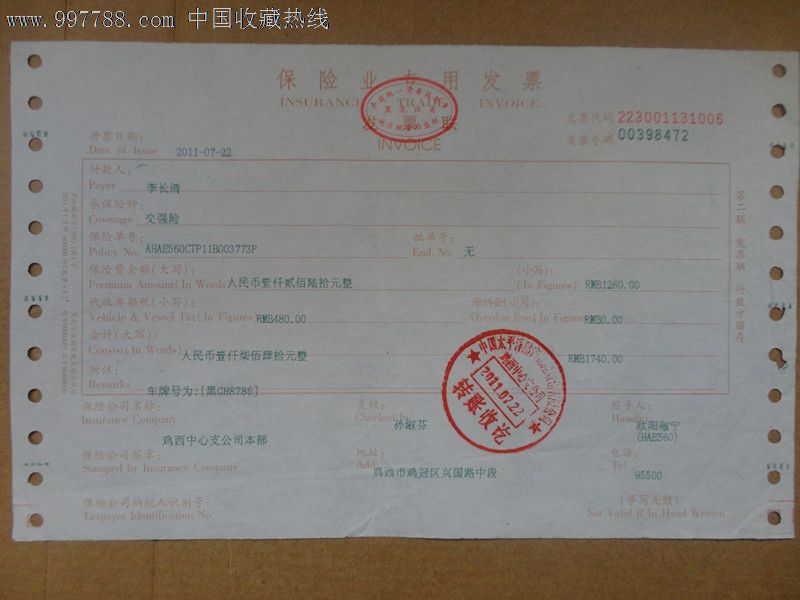 www.997788.com 中国收藏热线
保险业专用发票
INSURANCE TRADE INVOICE
发票联
INVOICE
发票代码 223001131006
发票号码 00398472
开票日期：
Date of Issue 2011-07-22
付款人：
Payer 李长清
承保险种：
Coverage 交强险
保险单号： 批单号：
Policy No. AHAE560CTP11B003773P End. No. 无
保险费金额(大写) (小写)：
Premium Amount(In Words) 人民币壹仟贰佰陆拾元整 (In Figures) RMB1260.00
代收车船税(小写)： 滞纳金(小写)：
Vehicle & Vessel Tax(In Figures RMB480.00 Overdue fine(In Figures RMB0.00
合计(大写)：
Consist(In Words) 人民币壹仟柒佰肆拾元整 RMB1740.00
附注：
Remarks 车牌号为:[黑GH8786]
保险公司名称： 复核： 经手人：
Insurance Company Checked by 孙淑芬 Handler 欧阳敏宁
鸡西中心支公司本部 (HAE560)
保险公司签章： 地址： 电话：
Stamped by Insurance Company Add 鸡西市鸡冠区兴国路中段 Tel 95500
保险公司纳税人识别号： (手写无效)
Taxpayer Identification No. Not Valid If In Hand Written
第二联 发票联 付款方留存
中国太平洋
鸡西中心支公司
2011.07.22
转账收讫